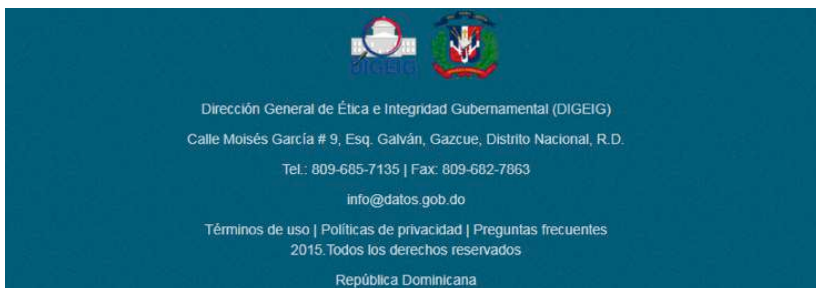 DIGEIG
Dirección General de Ética e Integridad Gubernamental (DIGEIG)
Calle Moisés García # 9, Esq. Galván, Gazcue, Distrito Nacional, R.D.
Tel.: 809-685-7135 | Fax: 809-682-7863
info@datos.gob.do
Términos de uso | Políticas de privacidad | Preguntas frecuentes
2015.Todos los derechos reservados
República Dominicana